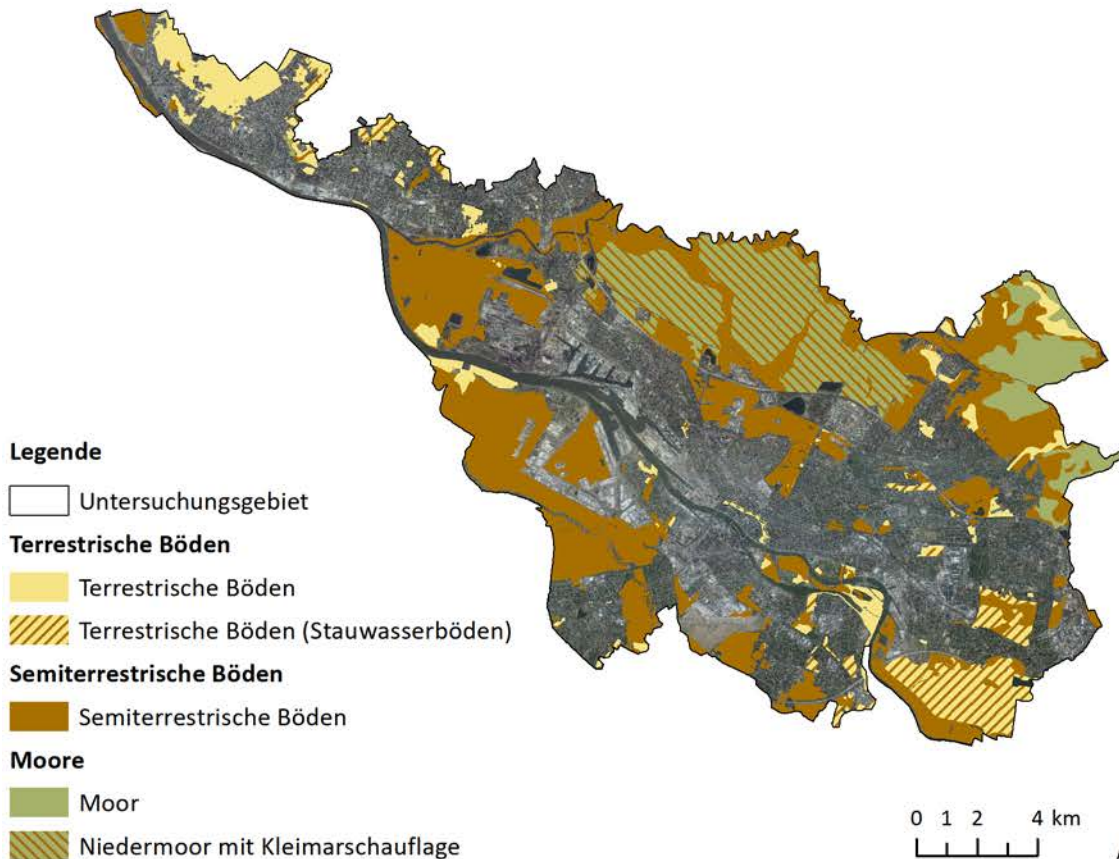 Legende
Untersuchungsgebiet
Terrestrische Böden
Terrestrische Böden
Terrestrische Böden (Stauwasserböden)
Semiterrestrische Böden
Semiterrestrische Böden
Moore
Moor
Niedermoor mit Kleimarschauflage
0 1 2 4 km